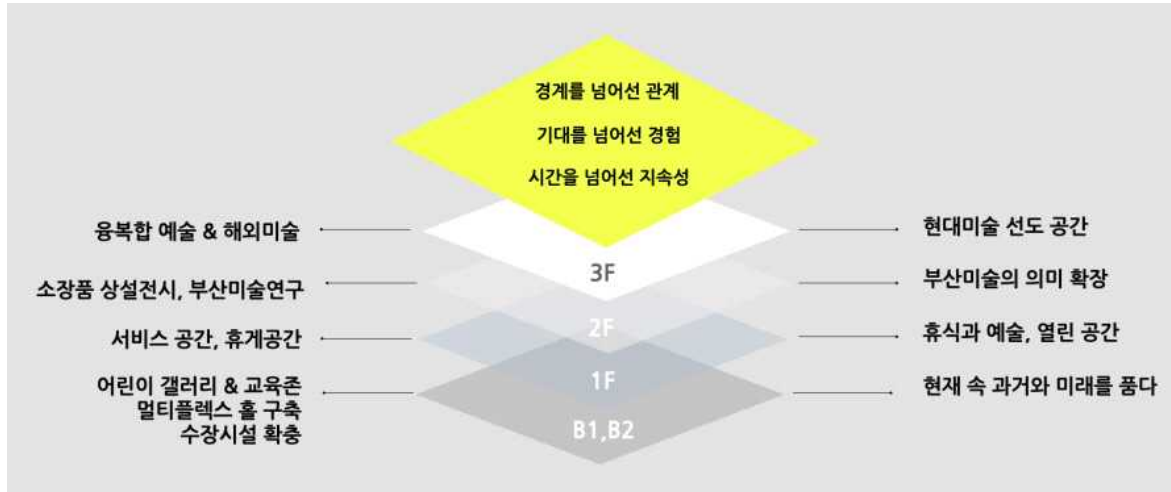 경계를 넘어선 관계
기대를 넘어선 경험
시간을 넘어선 지속성
융복합 예술 & 해외미술
3F
현대미술 선도 공간
소장품 상설전시, 부산미술연구
2F
부산미술의 의미 확장
서비스 공간, 휴게공간
1F
휴식과 예술, 열린 공간
어린이 갤러리 & 교육존
멀티플렉스 홀 구축
수장시설 확충
B1,B2
현재 속 과거와 미래를 품다